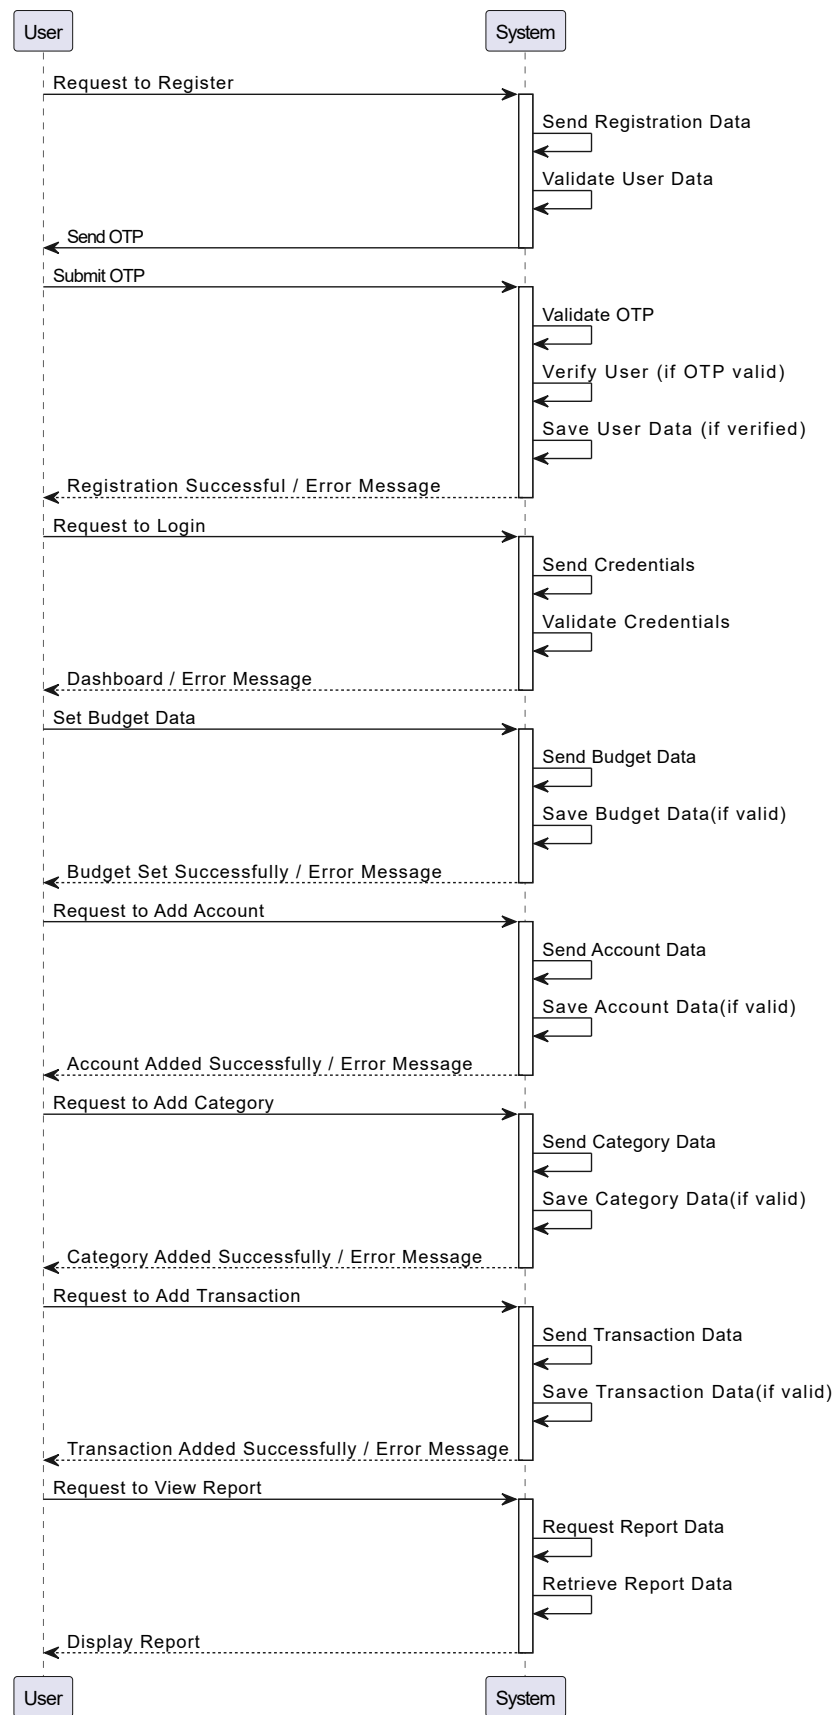 User
System
Request to Register
Send Registration Data
Validate User Data
Send OTP
Submit OTP
Validate OTP
Verify User (if OTP valid)
Save User Data (if verified)
Registration Successful / Error Message
Request to Login
Send Credentials
Validate Credentials
Dashboard / Error Message
Set Budget Data
Send Budget Data
Save Budget Data(if valid)
Budget Set Successfully / Error Message
Request to Add Account
Send Account Data
Save Account Data(if valid)
Account Added Successfully / Error Message
Request to Add Category
Send Category Data
Save Category Data(if valid)
Category Added Successfully / Error Message
Request to Add Transaction
Send Transaction Data
Save Transaction Data(if valid)
Transaction Added Successfully / Error Message
Request to View Report
Request Report Data
Retrieve Report Data
Display Report
User
System